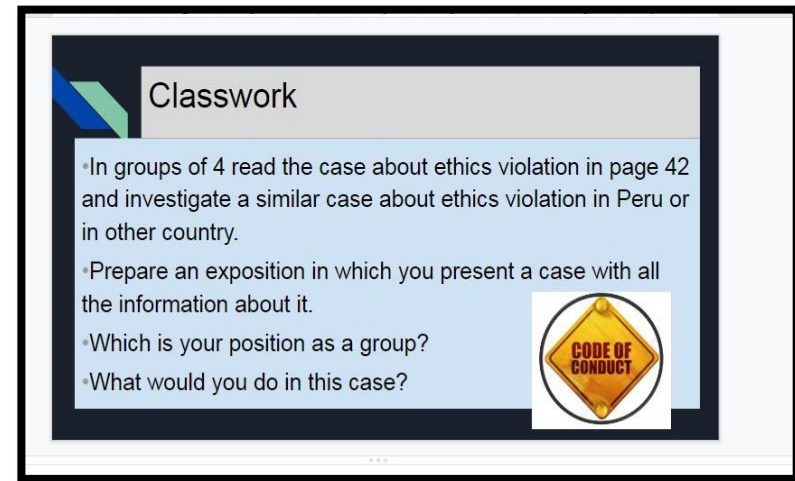 Classwork
•In groups of 4 read the case about ethics violation in page 42
and investigate a similar case about ethics violation in Peru or
in other country.
•Prepare an exposition in which you present a case with all
the information about it.
•Which is your position as a group?
•What would you do in this case?
CODE OF
CONDUCT